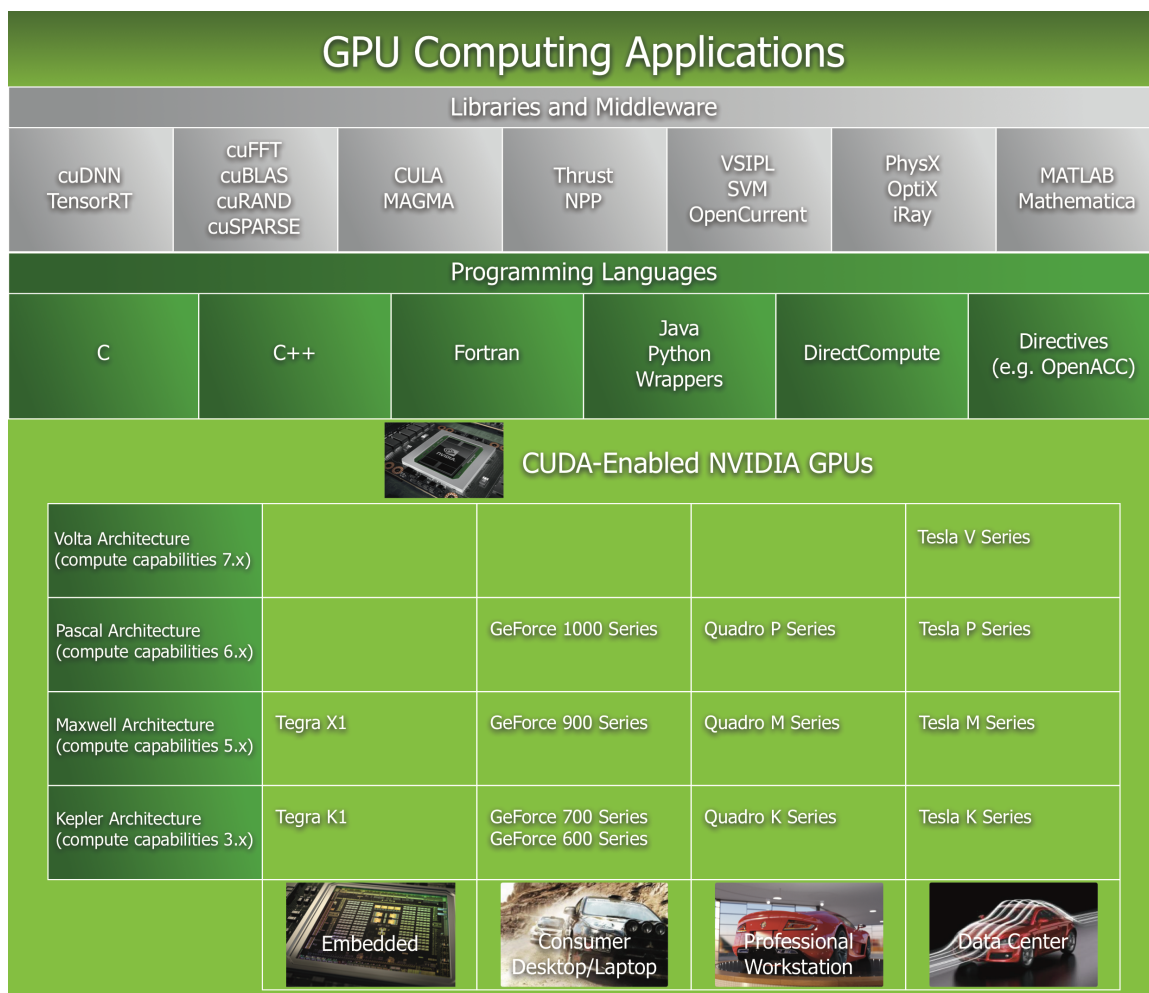 GPU Computing Applications
Libraries and Middleware
cuDNN
TensorRT
cuFFT
cuBLAS
cuRAND
cuSPARSE
CULA
MAGMA
Thrust
NPP
VSIPL
SVM
OpenCurrent
PhysX
OptiX
iRay
MATLAB
Mathematica
Programming Languages
C
C++
Fortran
Java
Python
Wrappers
DirectCompute
Directives
(e.g. OpenACC)
NVIDIA
CUDA-Enabled NVIDIA GPUs
Volta Architecture
(compute capabilities 7.x)
Tesla V Series
Pascal Architecture
(compute capabilities 6.x)
GeForce 1000 Series
Quadro P Series
Tesla P Series
Maxwell Architecture
(compute capabilities 5.x)
Tegra X1
GeForce 900 Series
Quadro M Series
Tesla M Series
Kepler Architecture
(compute capabilities 3.x)
Tegra K1
GeForce 700 Series
GeForce 600 Series
Quadro K Series
Tesla K Series
Embedded
Consumer
Desktop/Laptop
Professional
Workstation
Data Center